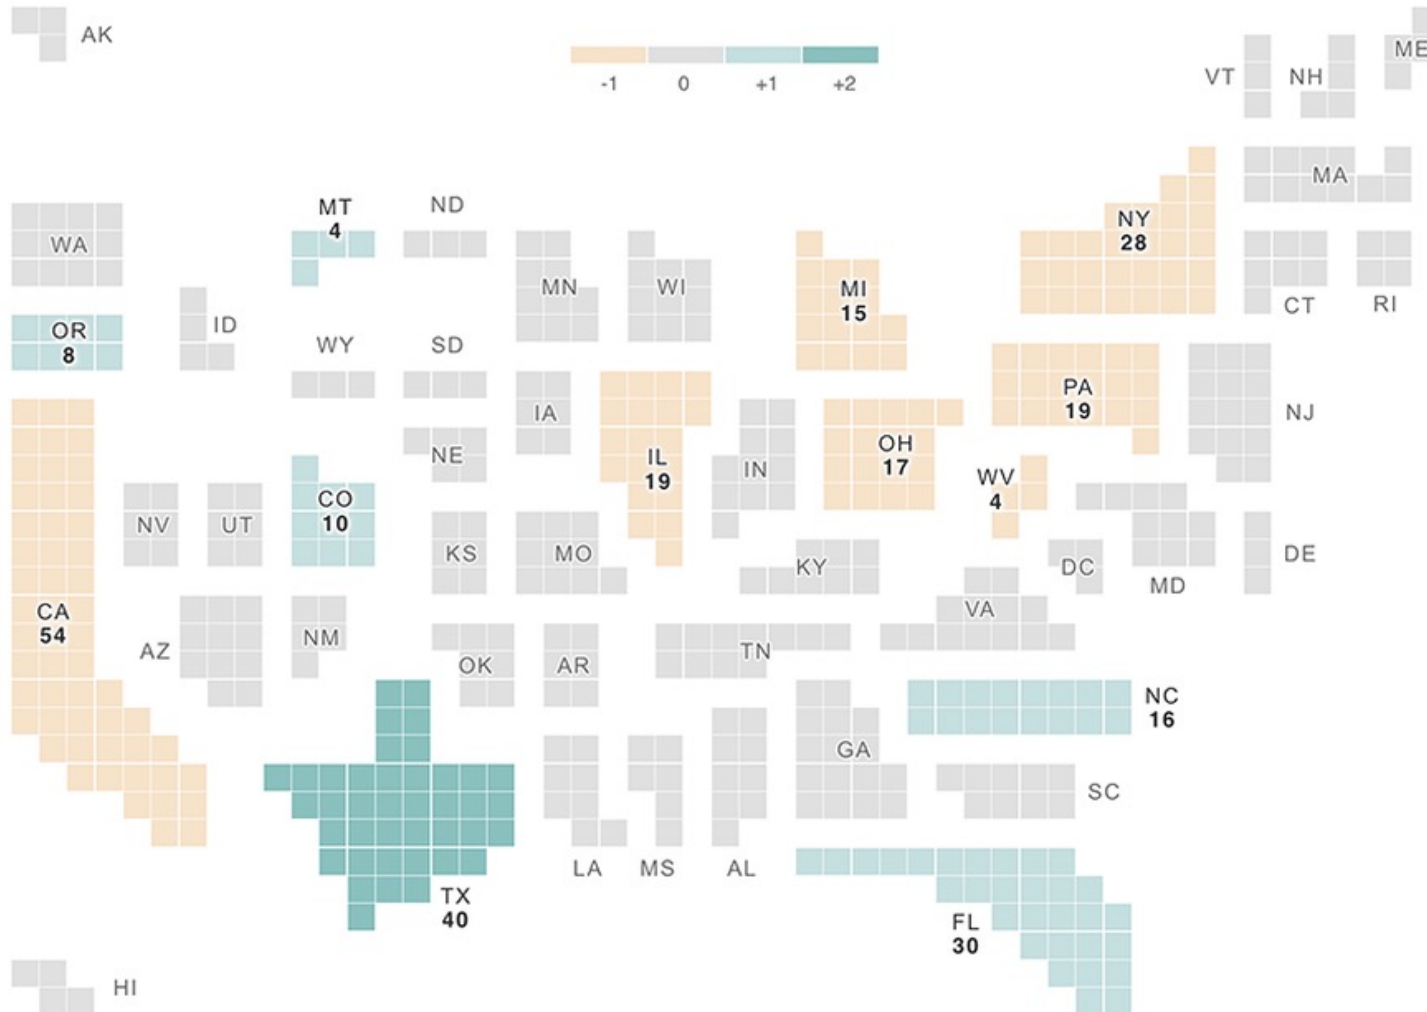 AK
-1 0 +1 +2
ME
VT NH
MA
MT
4
ND
NY
28
WA
MN
WI
MI
15
CT
RI
OR
8
ID
WY
SD
PA
19
NJ
IA
NE
IL
19
IN
OH
17
WV
4
CO
10
NV
UT
KS
MO
KY
DC
MD
DE
CA
54
AZ
NM
OK
AR
TN
VA
NC
16
GA
SC
LA
MS
AL
TX
40
FL
30
HI